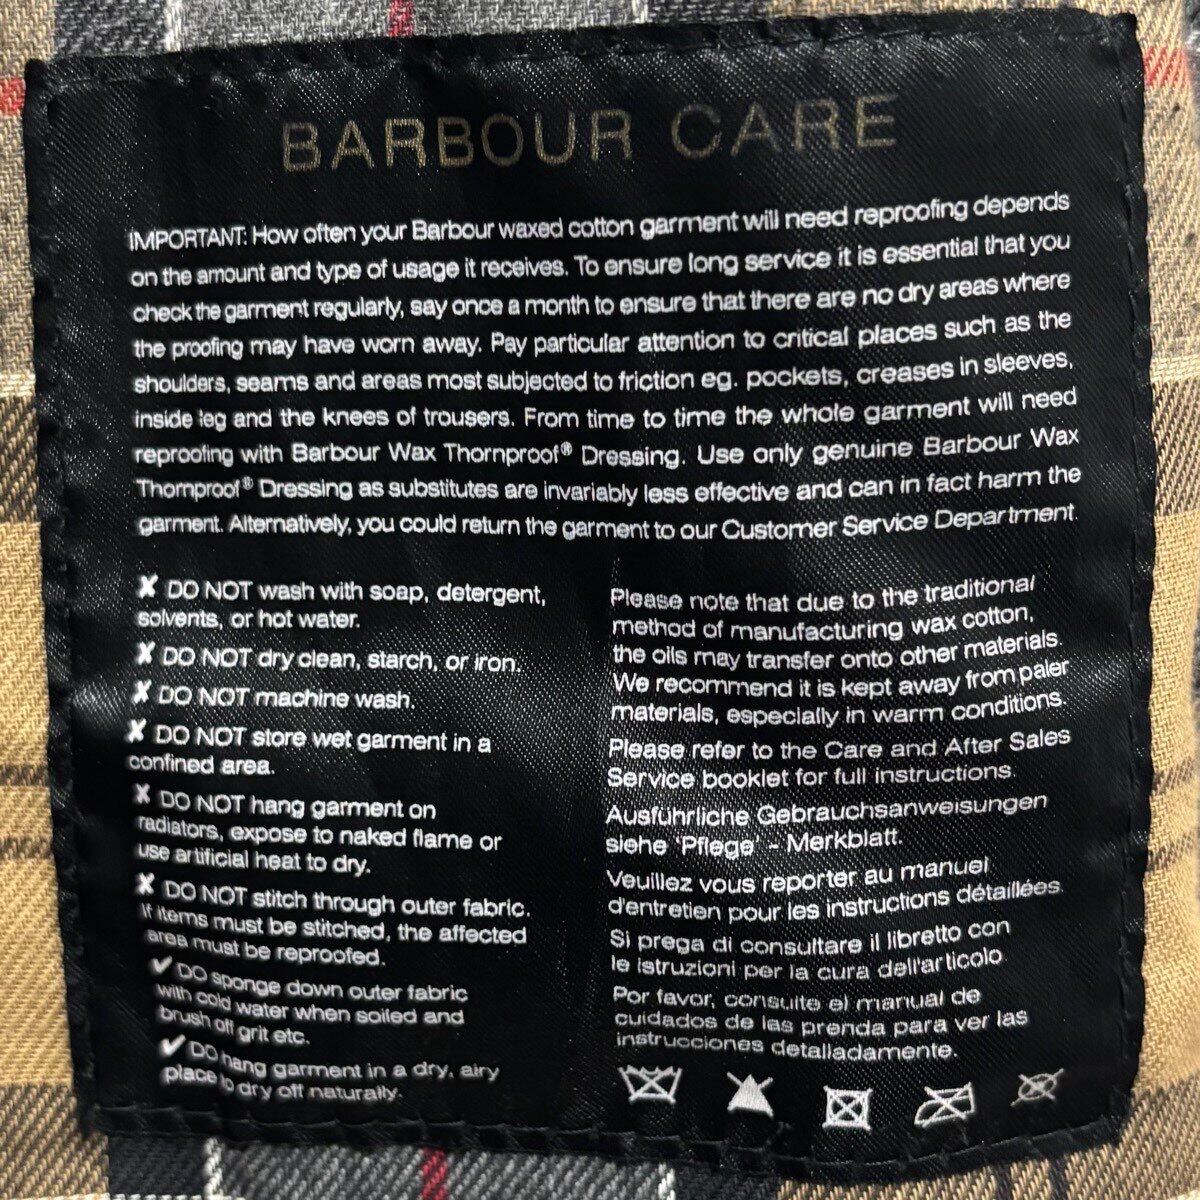 BARBOUR CARE
IMPORTANT: How often your Barbour waxed cotton garment will need reproofing depends
on the amount and type of usage it receives. To ensure long service it is essential that you
check the garment regularly, say once a month to ensure that there are no dry areas where
the proofing may have worn away. Pay particular attention to critical places such as the
shoulders, seams and areas most subjected to friction eg. pockets, creases in sleeves,
inside leg and the knees of trousers. From time to time the whole garment will need
reproofing with Barbour Wax Thornproof® Dressing. Use only genuine Barbour Wax
Thornproof® Dressing as substitutes are invariably less effective and can in fact harm the
garment. Alternatively, you could return the garment to our Customer Service Department.
✘ DO NOT wash with soap, detergent,
solvents, or hot water.
✘ DO NOT dry clean, starch, or iron.
✘ DO NOT machine wash.
✘ DO NOT store wet garment in a
confined area.
✘ DO NOT hang garment on
radiators, expose to naked flame or
use artificial heat to dry.
✘ DO NOT stitch through outer fabric.
If items must be stitched, the affected
area must be reproofed.
✔ DO sponge down outer fabric
with cold water when soiled and
brush off grit etc.
✔ DO hang garment in a dry, airy
place to dry off naturally.
Please note that due to the traditional
method of manufacturing wax cotton,
the oils may transfer onto other materials.
We recommend it is kept away from paler
materials, especially in warm conditions.
Please refer to the Care and After Sales
Service booklet for full instructions.
Ausführliche Gebrauchsanweisungen
siehe 'Pflege' - Merkblatt.
Veuillez vous reporter au manuel
d'entretien pour les instructions détaillées.
Si prega di consultare il libretto con
le istruzioni per la cura dell'articolo
Por favor, consulte el manual de
cuidados de las prenda para ver las
instrucciones detalladamente.